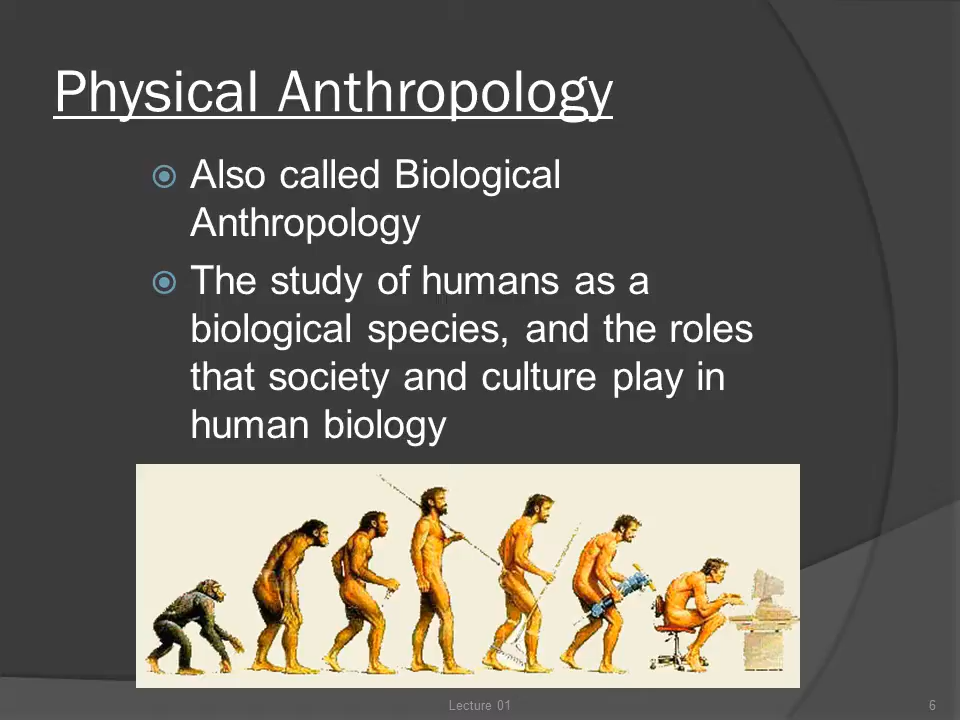 Physical Anthropology
Also called Biological
Anthropology
The study of humans as a
biological species, and the roles
that society and culture play in
human biology
Lecture 01
6